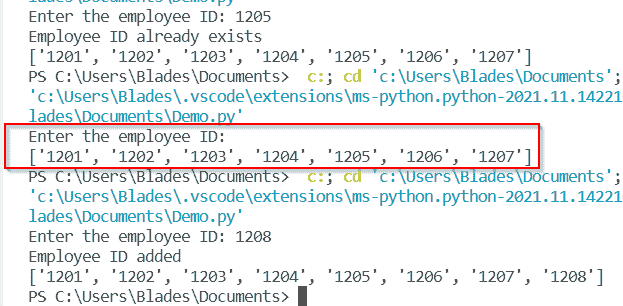 Enter the employee ID: 1205
Employee ID already exists
['1201', '1202', '1203', '1204', '1205', '1206', '1207']
PS C:\Users\Blades\Documents>  c:; cd 'c:\Users\Blades\Documents';
'c:\Users\Blades\.vscode\extensions\ms-python.python-2021.11.14221
lades\Documents\Demo.py'
Enter the employee ID:
['1201', '1202', '1203', '1204', '1205', '1206', '1207']
PS C:\Users\Blades\Documents>  c:; cd 'c:\Users\Blades\Documents';
'c:\Users\Blades\.vscode\extensions\ms-python.python-2021.11.14221
lades\Documents\Demo.py'
Enter the employee ID: 1208
Employee ID added
['1201', '1202', '1203', '1204', '1205', '1206', '1207', '1208']
PS C:\Users\Blades\Documents>